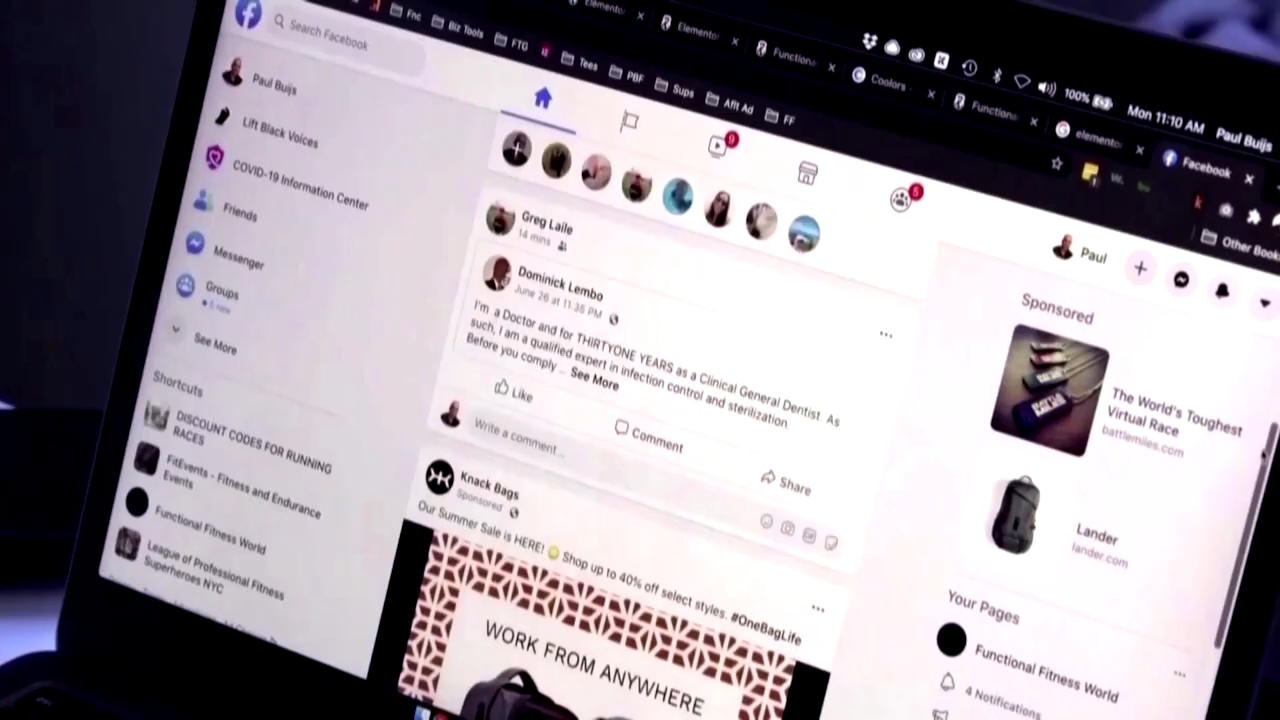 Elemento
Elemento
Functiona
Coolors
Functiona
elemento
Facebook
100%
Mon 11:10 AM
Paul Buijs
Fnc
Biz Tools
FTG
Tees
PBF
Sups
Afit Ad
FF
Other Book
Search Facebook
9
5
Paul
Paul Buijs
Lift Black Voices
COVID-19 Information Center
Friends
Messenger
Groups
See More
Shortcuts
DISCOUNT CODES FOR RUNNING
RACES
FitEvents - Fitness and Endurance
Events
Functional Fitness World
League of Professional Fitness
Superheroes NYC
Greg Laile
14 mins
Dominick Lembo
June 26 at 11:36 PM
I'm a Doctor and for THIRTYONE YEARS as a Clinical General Dentist. As
such, I am a qualified expert in infection control and sterilization.
Before you comply ... See More
Like
Comment
Share
Write a comment...
Knack Bags
Sponsored
Our Summer Sale is HERE! Shop up to 40% off select styles. #OneBagLife
WORK FROM ANYWHERE
Sponsored
The World's Toughest
Virtual Race
battlemiles.com
Lander
lander.com
Your Pages
Functional Fitness World
4 Notifications